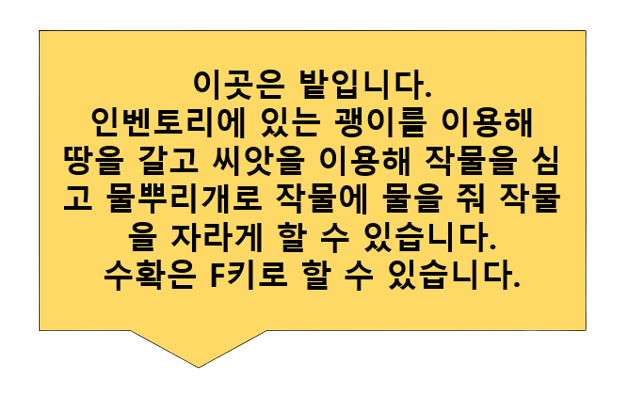 이곳은 밭입니다.
인벤토리에 있는 괭이를 이용해
땅을 갈고 씨앗을 이용해 작물을 심
고 물뿌리개로 작물에 물을 줘 작물
을 자라게 할 수 있습니다.
수확은 F키로 할 수 있습니다.